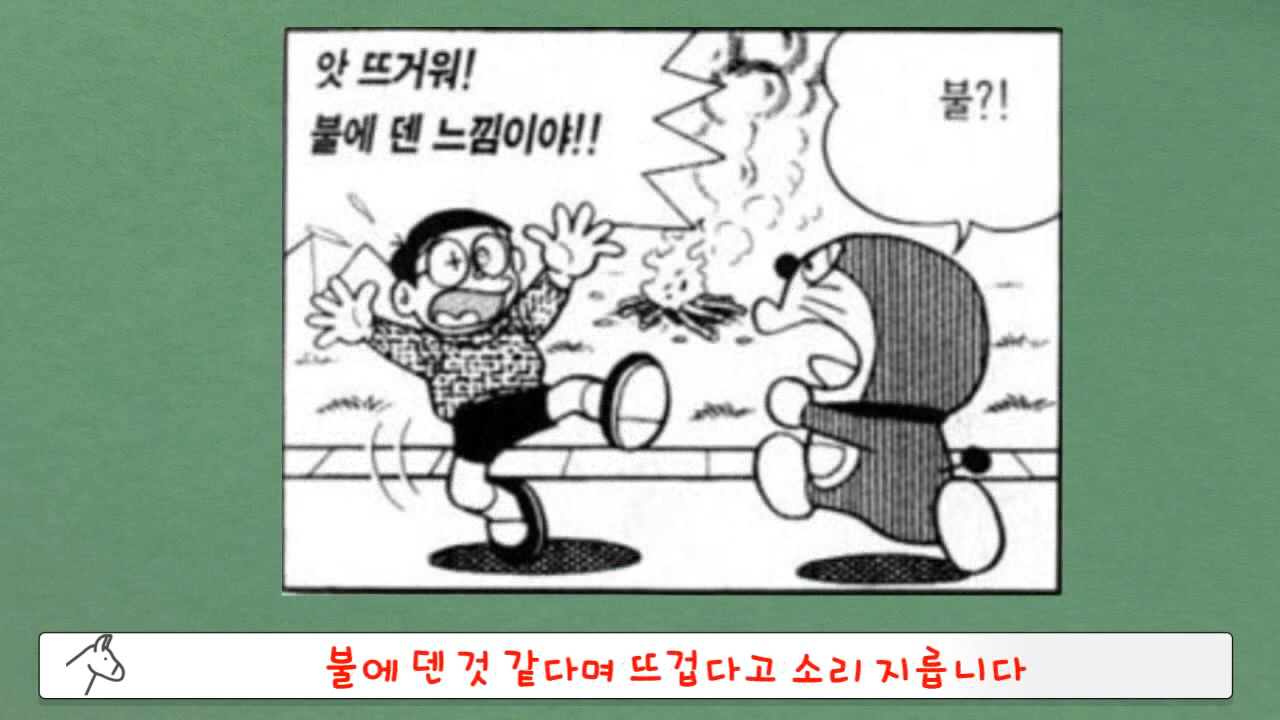 앗 뜨거워!
불에 덴 느낌이야!!
불?!
불에 덴 것 같다며 뜨겁다고 소리 지릅니다